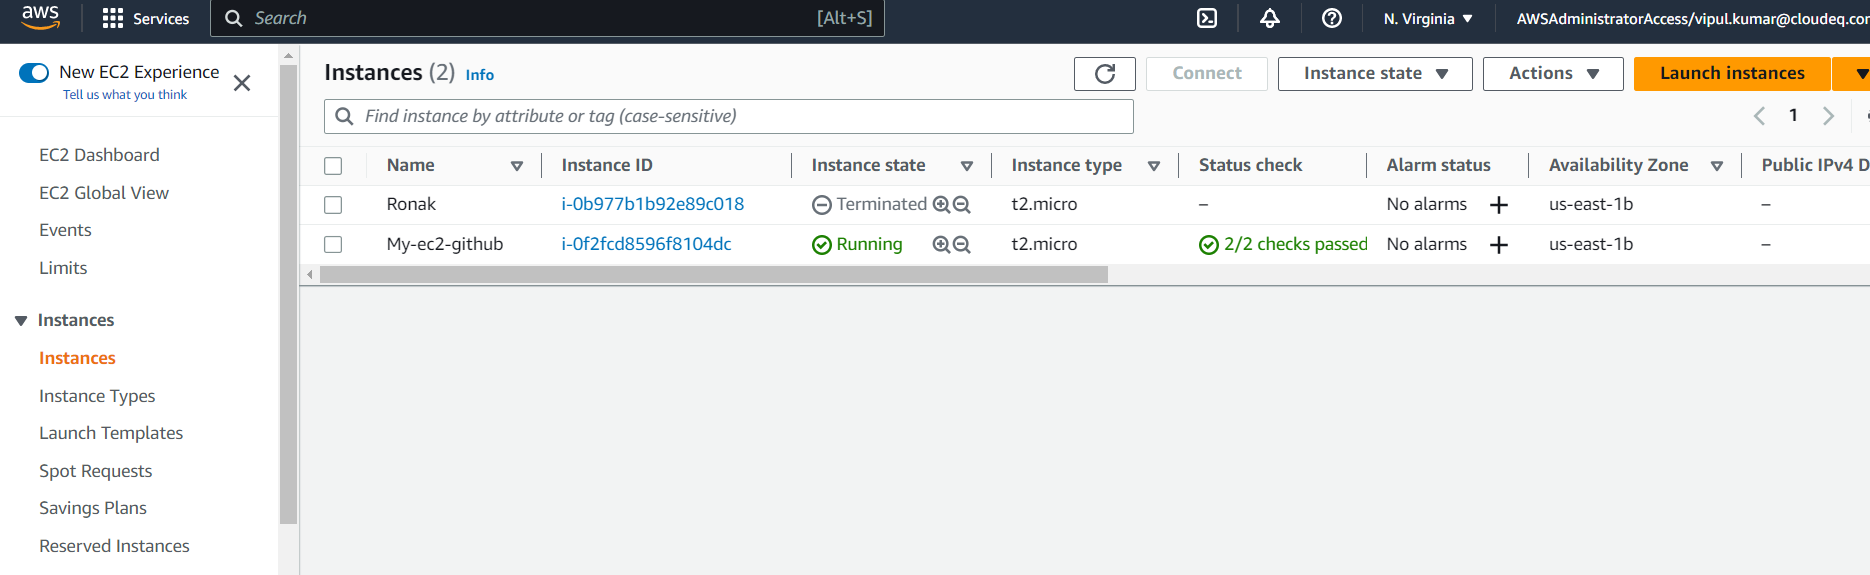 aws Services Search [Alt+S] N. Virginia AWSAdministratorAccess/vipul.kumar@cloudeq.co
New EC2 Experience
Tell us what you think
EC2 Dashboard
EC2 Global View
Events
Limits
Instances
Instances
Instance Types
Launch Templates
Spot Requests
Savings Plans
Reserved Instances
Instances (2) Info Connect Instance state Actions Launch instances
Find instance by attribute or tag (case-sensitive) 1
Name Instance ID Instance state Instance type Status check Alarm status Availability Zone Public IPv4 D
Ronak i-0b977b1b92e89c018 Terminated t2.micro – No alarms us-east-1b –
My-ec2-github i-0f2fcd8596f8104dc Running t2.micro 2/2 checks passed No alarms us-east-1b –